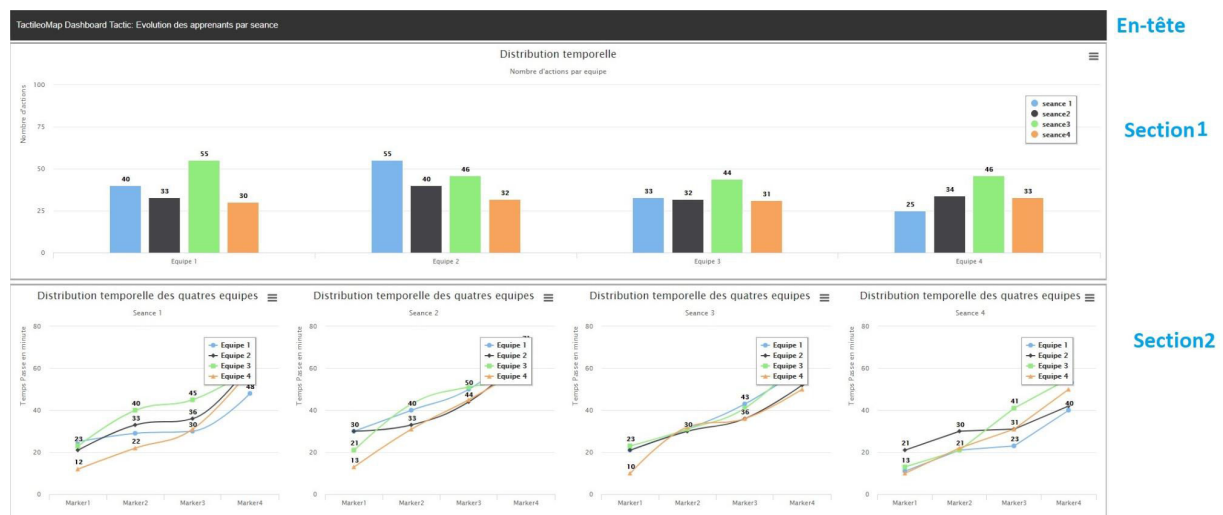 TactileoMap Dashboard Tactic: Evolution des apprenants par seance
En-tête
Distribution temporelle
Nombre d'actions par equipe
Nombre d'actions
100
75
50
25
0
seance 1
seance2
seance3
seance4
40
33
55
30
55
40
46
32
33
32
44
31
25
34
46
33
Equipe 1
Equipe 2
Equipe 3
Equipe 4
Section1
Distribution temporelle des quatres equipes
Seance 1
Temps Passe en minute
80
60
40
20
0
Equipe 1
Equipe 2
Equipe 3
Equipe 4
23
12
40
33
22
45
36
30
48
Marker1
Marker2
Marker3
Marker4
Distribution temporelle des quatres equipes
Seance 2
Temps Passe en minute
80
60
40
20
0
Equipe 1
Equipe 2
Equipe 3
Equipe 4
30
21
13
40
33
50
44
Marker1
Marker2
Marker3
Marker4
Distribution temporelle des quatres equipes
Seance 3
Temps Passe en minute
80
60
40
20
0
Equipe 1
Equipe 2
Equipe 3
Equipe 4
23
10
30
43
36
Marker1
Marker2
Marker3
Marker4
Distribution temporelle des quatres equipes
Seance 4
Temps Passe en minute
80
60
40
20
0
Equipe 1
Equipe 2
Equipe 3
Equipe 4
21
13
30
21
41
31
23
40
Marker1
Marker2
Marker3
Marker4
Section2